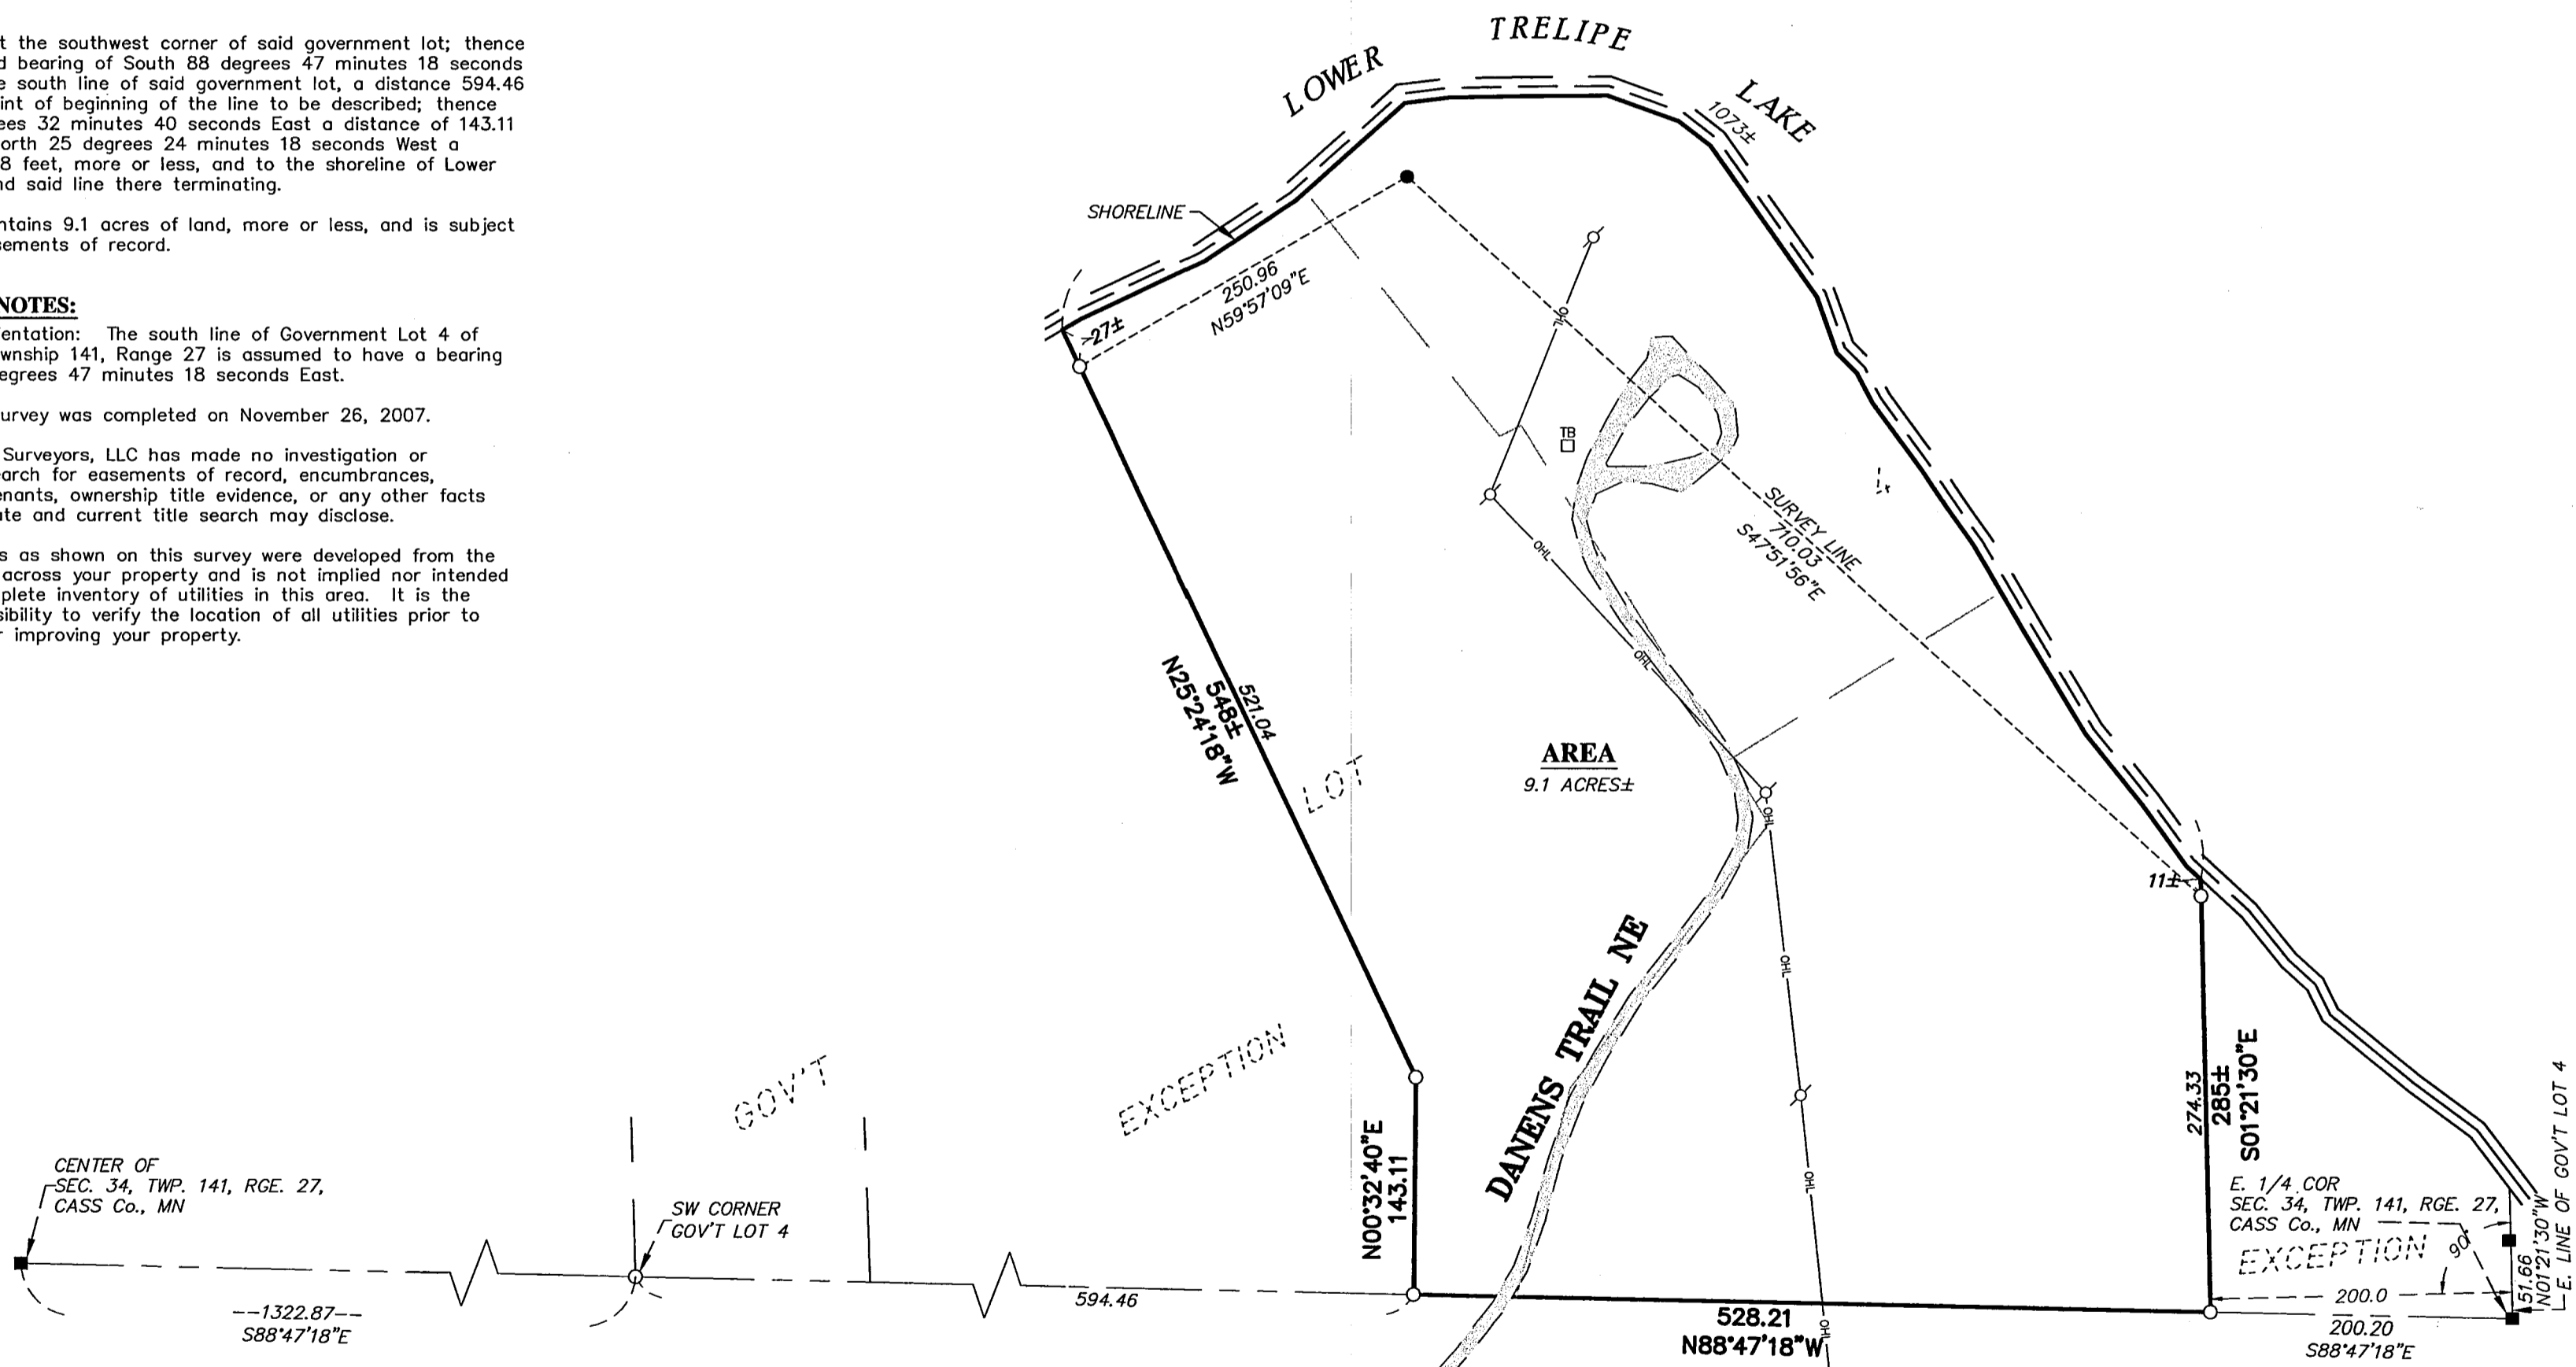 t the southwest corner of said government lot; thence
d bearing of South 88 degrees 47 minutes 18 seconds
e south line of said government lot, a distance 594.46
int of beginning of the line to be described; thence
ees 32 minutes 40 seconds East a distance of 143.11
orth 25 degrees 24 minutes 18 seconds West a
8 feet, more or less, and to the shoreline of Lower
nd said line there terminating.
ntains 9.1 acres of land, more or less, and is subject
sements of record.
NOTES:
entation: The south line of Government Lot 4 of
wnship 141, Range 27 is assumed to have a bearing
egrees 47 minutes 18 seconds East.
urvey was completed on November 26, 2007.
Surveyors, LLC has made no investigation or
arch for easements of record, encumbrances,
enants, ownership title evidence, or any other facts
ate and current title search may disclose.
s as shown on this survey were developed from the
across your property and is not implied nor intended
plete inventory of utilities in this area. It is the
sibility to verify the location of all utilities prior to
r improving your property.
LOWER TRELIPE LAKE
1073±
SHORELINE
250.96
N59°57'09"E
27±
OHL
TB
OHL
SURVEY LINE
710.03
S47°51'56"E
OHL
521.04
548±
N25°24'18"W
AREA
9.1 ACRES±
LOT
OHL
11±
DANENS TRAIL NE
OHL
274.33
285±
S01°21'30"E
GOV'T
EXCEPTION
N00°32'40"E
143.11
OHL
CENTER OF
SEC. 34, TWP. 141, RGE. 27,
CASS Co., MN
SW CORNER
GOV'T LOT 4
E. 1/4 COR
SEC. 34, TWP. 141, RGE. 27,
CASS Co., MN
EXCEPTION
90°
51.66
N01°21'30"W
E. LINE OF GOV'T LOT 4
--1322.87--
S88°47'18"E
594.46
528.21
N88°47'18"W
OHL
200.0
200.20
S88°47'18"E